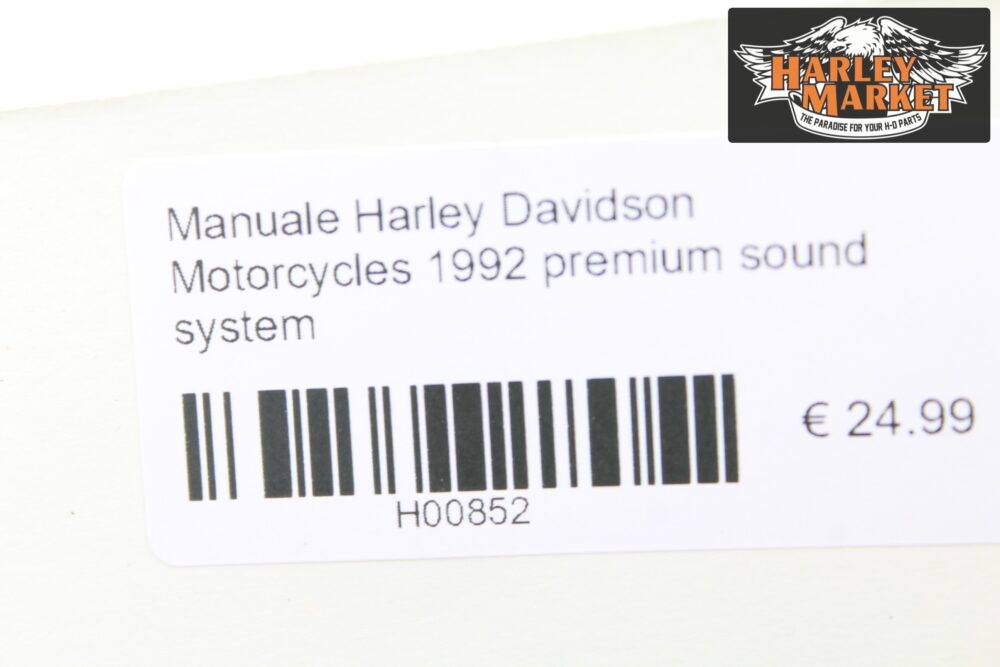 HARLEY
MARKET
THE PARADISE FOR YOUR H-D PARTS
Manuale Harley Davidson
Motorcycles 1992 premium sound
system
€ 24.99
H00852